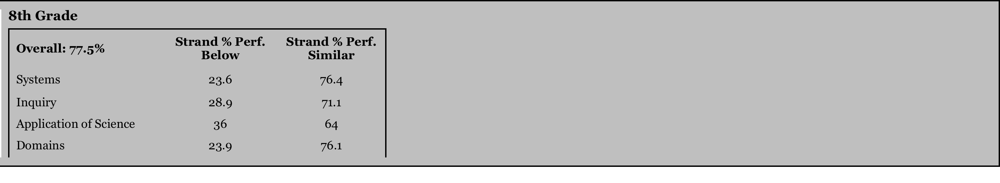 8th Grade
Overall: 77.5% Strand % Perf. Below Strand % Perf. Similar
Systems 23.6 76.4
Inquiry 28.9 71.1
Application of Science 36 64
Domains 23.9 76.1